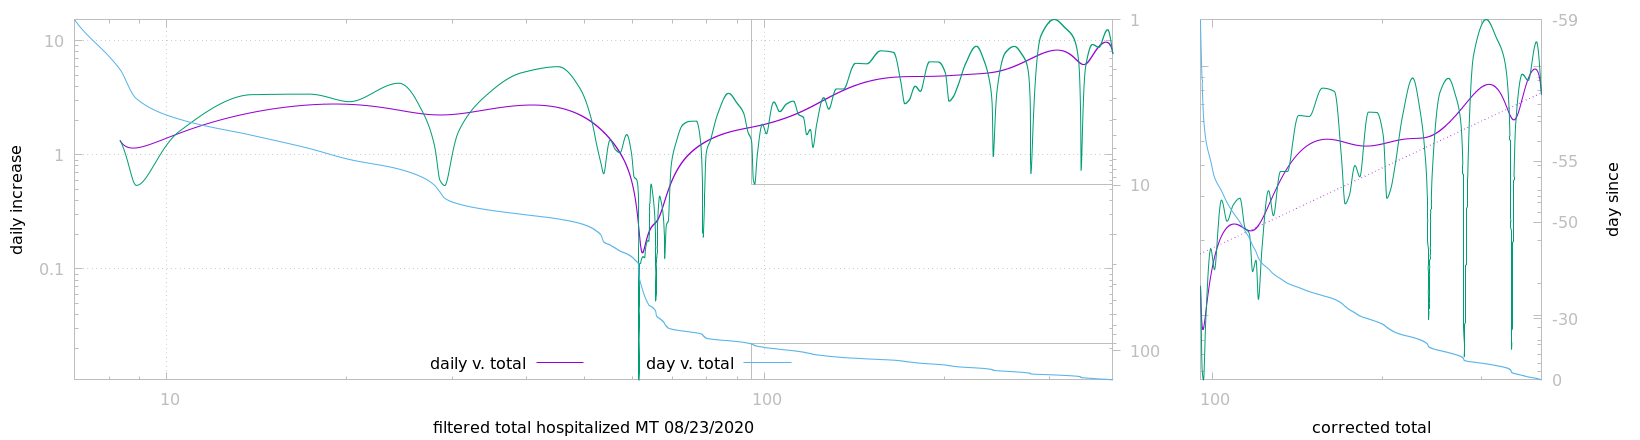 10
1
0.1
daily increase
10
100
1
10
100
daily v. total
day v. total
filtered total hospitalized MT 08/23/2020
-59
-55
-50
-30
0
day since
100
corrected total